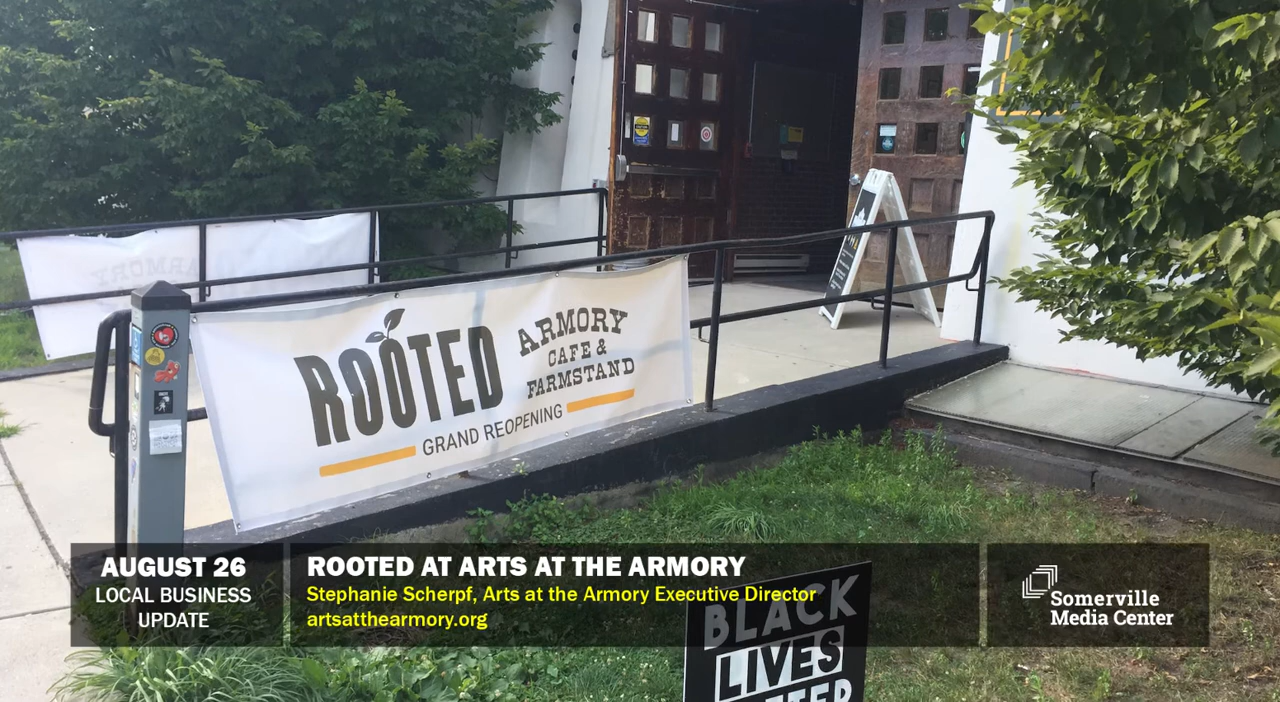 ROOTED
ARMORY
CAFE &
FARMSTAND
GRAND REOPENING
AUGUST 26
LOCAL BUSINESS
UPDATE
ROOTED AT ARTS AT THE ARMORY
Stephanie Scherpf, Arts at the Armory Executive Director
artsatthearmory.org
Somerville
Media Center
BLACK
LIVES